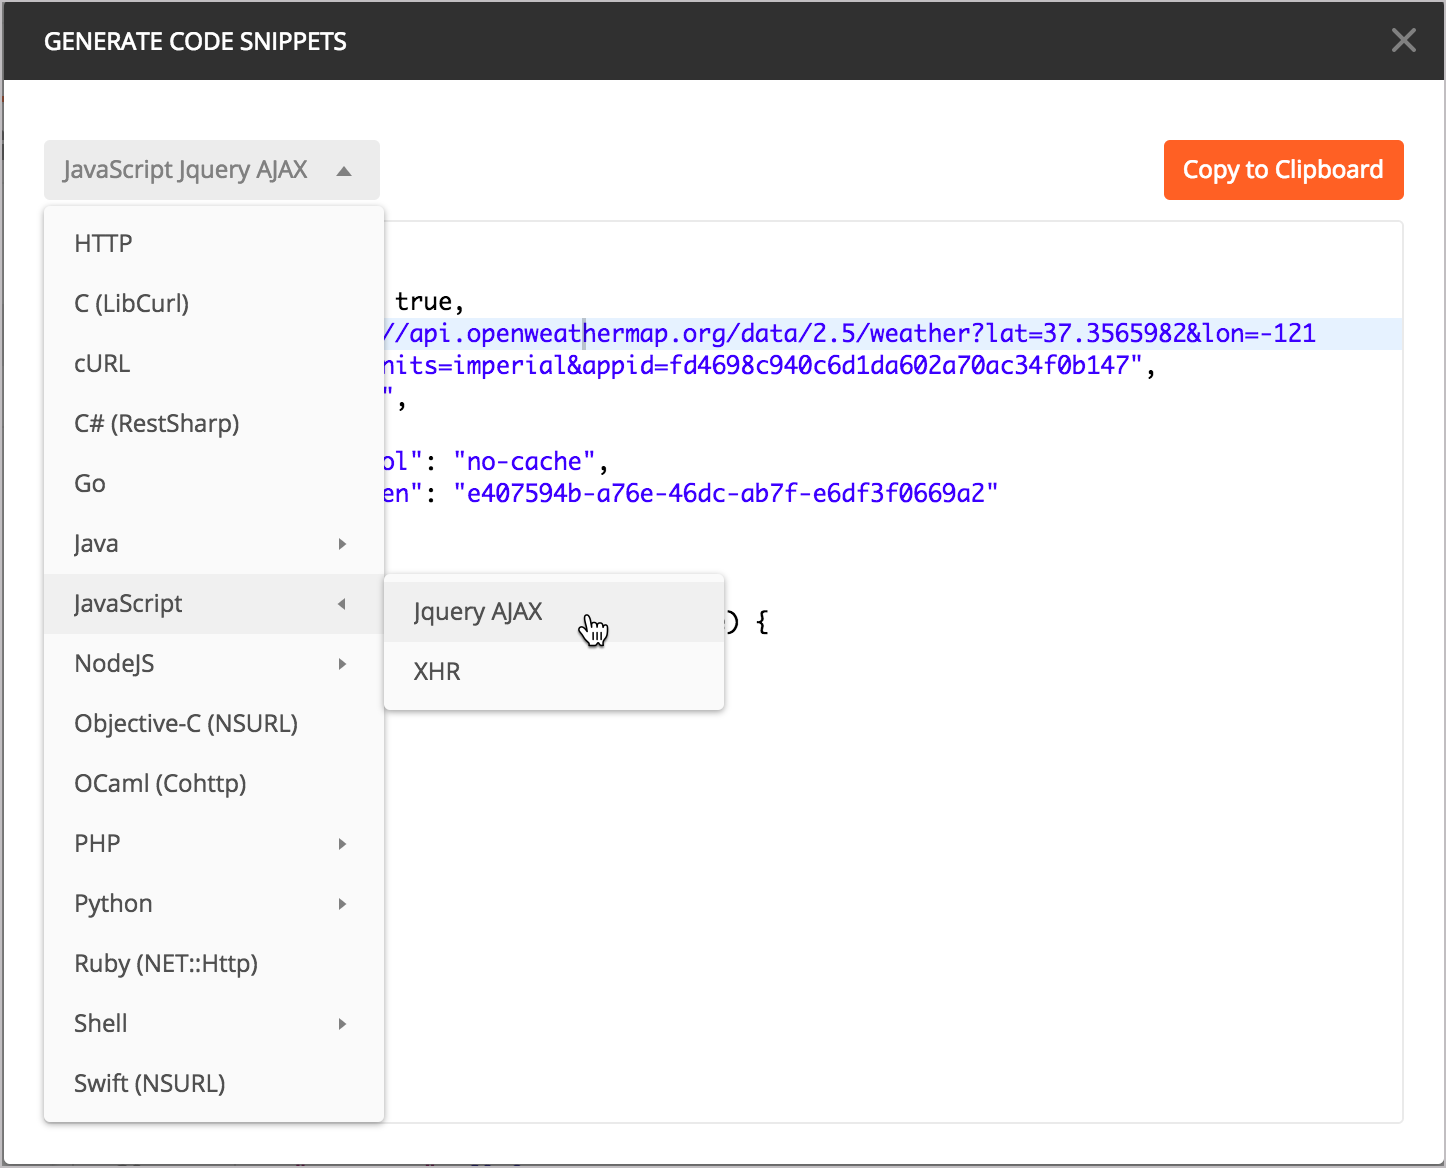 GENERATE CODE SNIPPETS
JavaScript Jquery AJAX
Copy to Clipboard
HTTP
C (LibCurl)
cURL
C# (RestSharp)
Go
Java
JavaScript
NodeJS
Objective-C (NSURL)
OCaml (Cohttp)
PHP
Python
Ruby (NET::Http)
Shell
Swift (NSURL)
Jquery AJAX
XHR
true,
//api.openweathermap.org/data/2.5/weather?lat=37.3565982&lon=-121
nits=imperial&appid=fd4698c940c6d1da602a70ac34f0b147",
",
ol": "no-cache",
en": "e407594b-a76e-46dc-ab7f-e6df3f0669a2"
) {